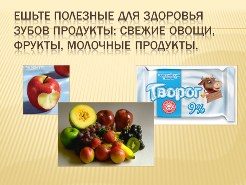 ЕШЬТЕ ПОЛЕЗНЫЕ ДЛЯ ЗДОРОВЬЯ
ЗУБОВ ПРОДУКТЫ: СВЕЖИЕ ОВОЩИ,
ФРУКТЫ, МОЛОЧНЫЕ ПРОДУКТЫ.
Творог
9%